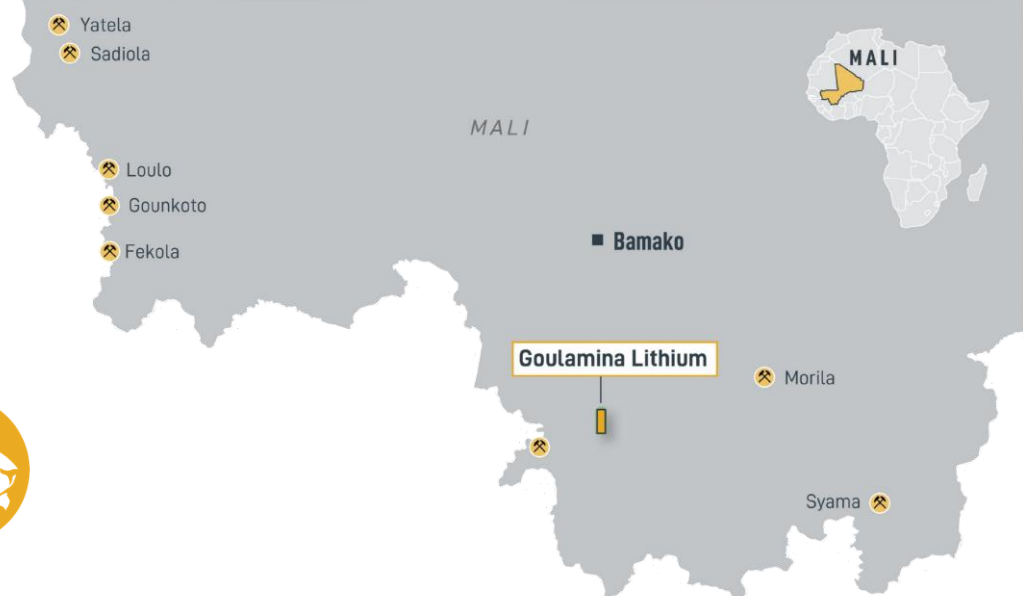 Yatela
Sadiola
MALI
MALI
Loulo
Gounkoto
Fekola
Bamako
Goulamina Lithium
Morila
Syama